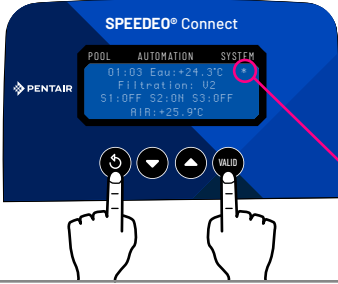 SPEEDEO® Connect
POOL AUTOMATION SYSTEM
01:03 Eau:+24.3°C *
Filtration: V2
S1:OFF S2:ON S3:OFF
AIR:+25.9°C
PENTAIR
VALID